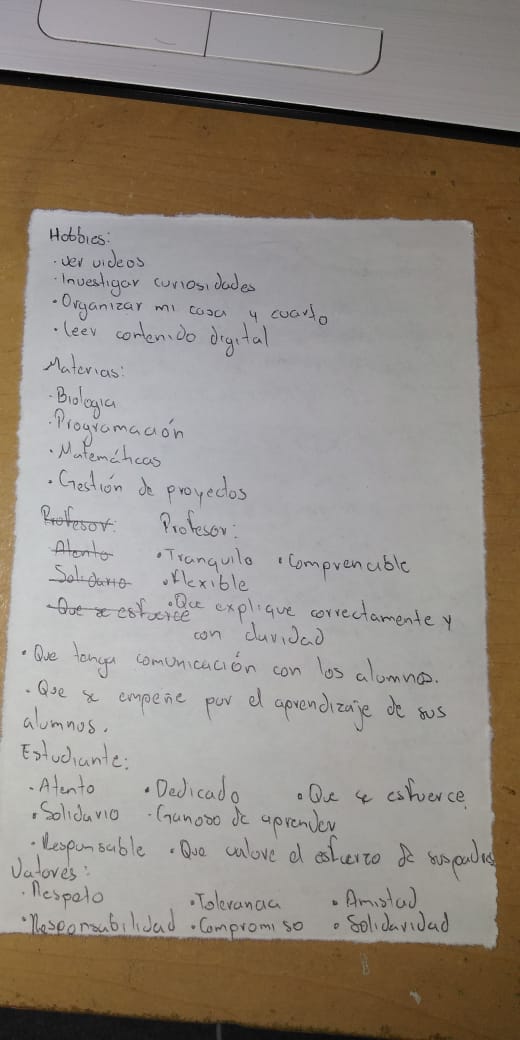 Hobbies:
· ver videos
· Investigar curiosidades
· Organizar mi casa y cuarto
· leer contenido digital
Materias:
· Biologia
· Programación
· Matemáticas
· Gestión de proyectos
Profesor: Profesor:
Atento · Tranquilo · Comprencible
Solidario · flexible
Que se esfuerce · Que explique correctamente y
con claridad
· Que tenga comunicación con los alumnos.
· Que se empeñe por el aprendizaje de sus
alumnos.
Estudiante:
· Atento · Dedicado · Que se esfuerce
· Solidario · Ganoso de aprender
· Responsable · Que valore el esfuerzo de sus padres
Valores:
· Respeto · Tolerancia · Amistad
· Responsabilidad · Compromiso · Solidaridad